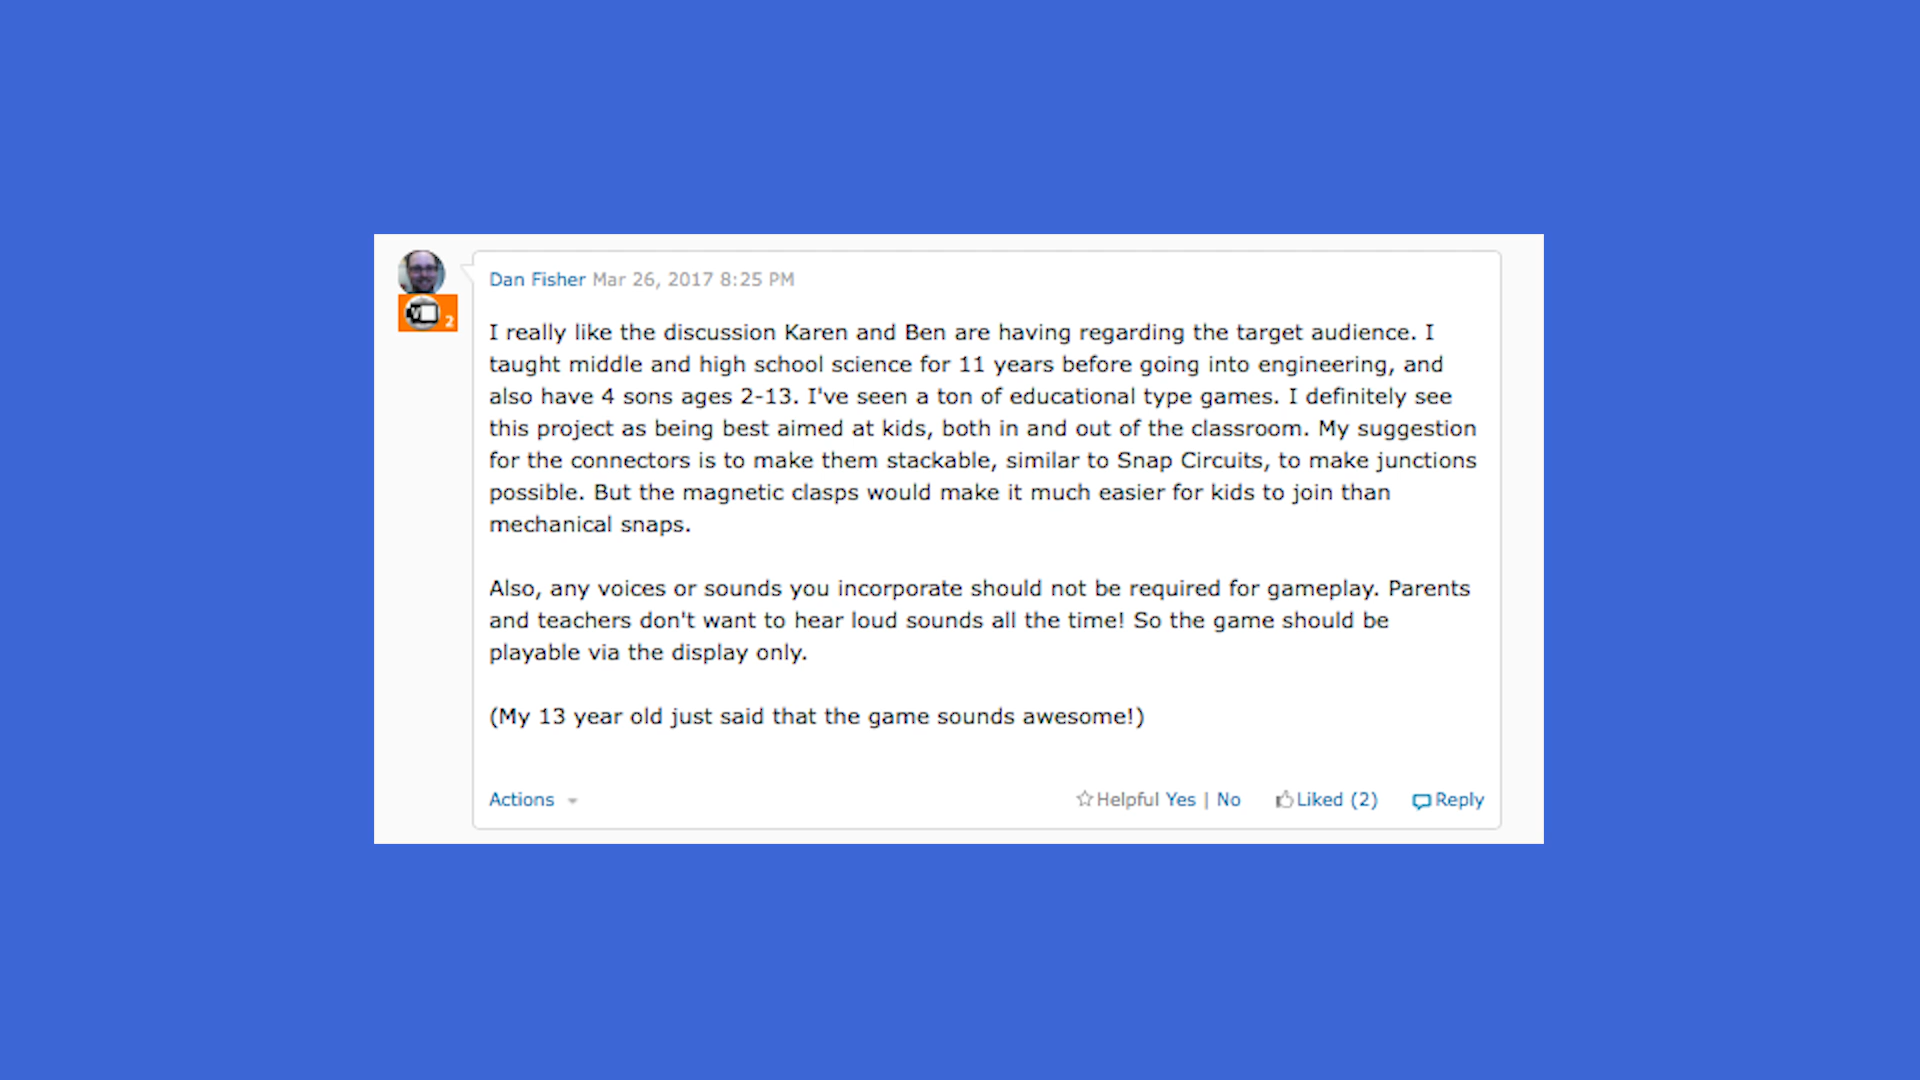 Dan Fisher Mar 26, 2017 8:25 PM
2
I really like the discussion Karen and Ben are having regarding the target audience. I
taught middle and high school science for 11 years before going into engineering, and
also have 4 sons ages 2-13. I've seen a ton of educational type games. I definitely see
this project as being best aimed at kids, both in and out of the classroom. My suggestion
for the connectors is to make them stackable, similar to Snap Circuits, to make junctions
possible. But the magnetic clasps would make it much easier for kids to join than
mechanical snaps.
Also, any voices or sounds you incorporate should not be required for gameplay. Parents
and teachers don't want to hear loud sounds all the time! So the game should be
playable via the display only.
(My 13 year old just said that the game sounds awesome!)
Actions Helpful Yes | No Liked (2) Reply